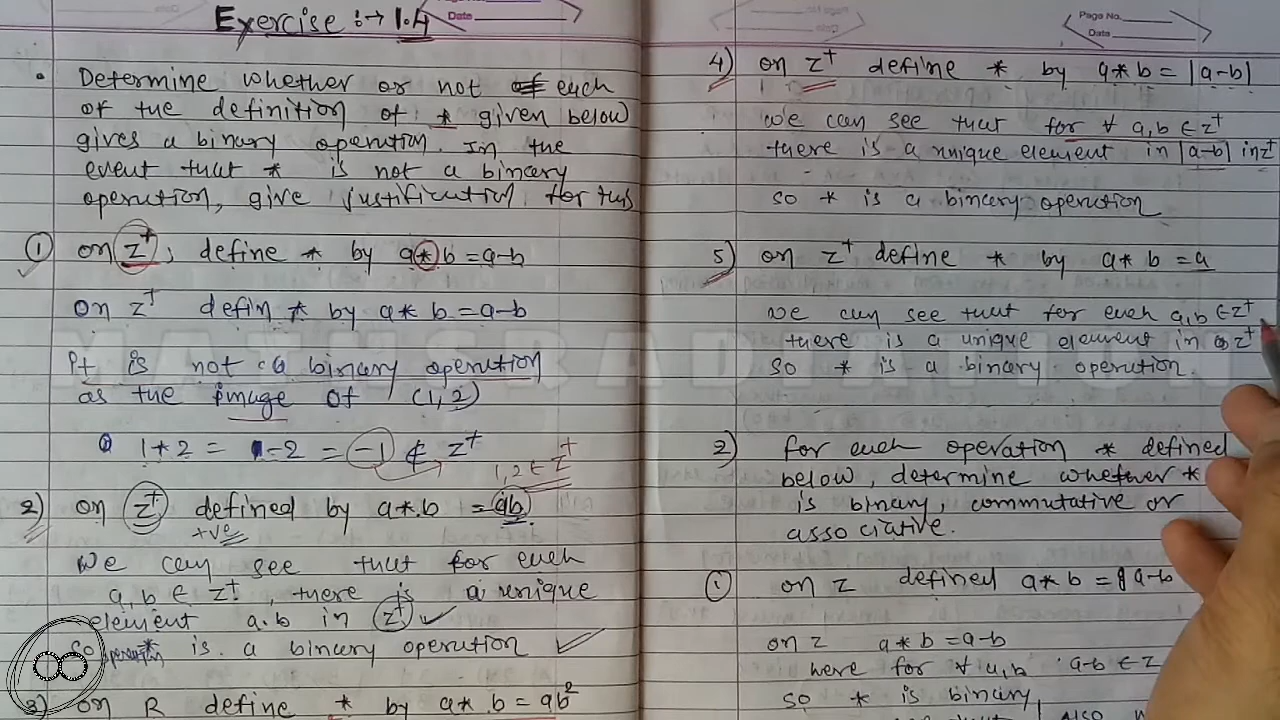 Exercise :→ 1.4
Date
• Determine whether or not each
of the definition of * given below
gives a binary operation. In the
event that * is not a binary
operation, give justification for this
① on Z⁺, define * by a*b = a-b
on Z⁺ defin * by a*b = a-b
It is not a binary operation
as the image of (1,2)
1*2 = 1-2 = -1 ∉ Z⁺
1,2 ∈ Z⁺
2) on Z⁺ defined by a*b = ab
+ve
We can see that for each
a,b ∈ Z⁺, there is a unique
element a.b in Z⁺
So operation * is a binary operation
3) on R define * by a*b = ab²
Page No.
Date
4) on Z⁺ define * by a*b = |a-b|
We can see that for ∀ a,b ∈ Z⁺
there is a unique element in |a-b| in Z⁺
so * is a binary operation
5) on Z⁺ define * by a*b = a
We can see that for each a,b ∈ Z⁺
there is a unique element in a Z⁺
so * is a binary operation.
MATHS RAD ATION
2) for each operation * defined
below, determine whether *
is binary, commutative or
associative.
① on Z defined a*b = a-b
on Z a*b = a-b
here for ∀ a,b a-b ∈ Z
so * is binary
Also